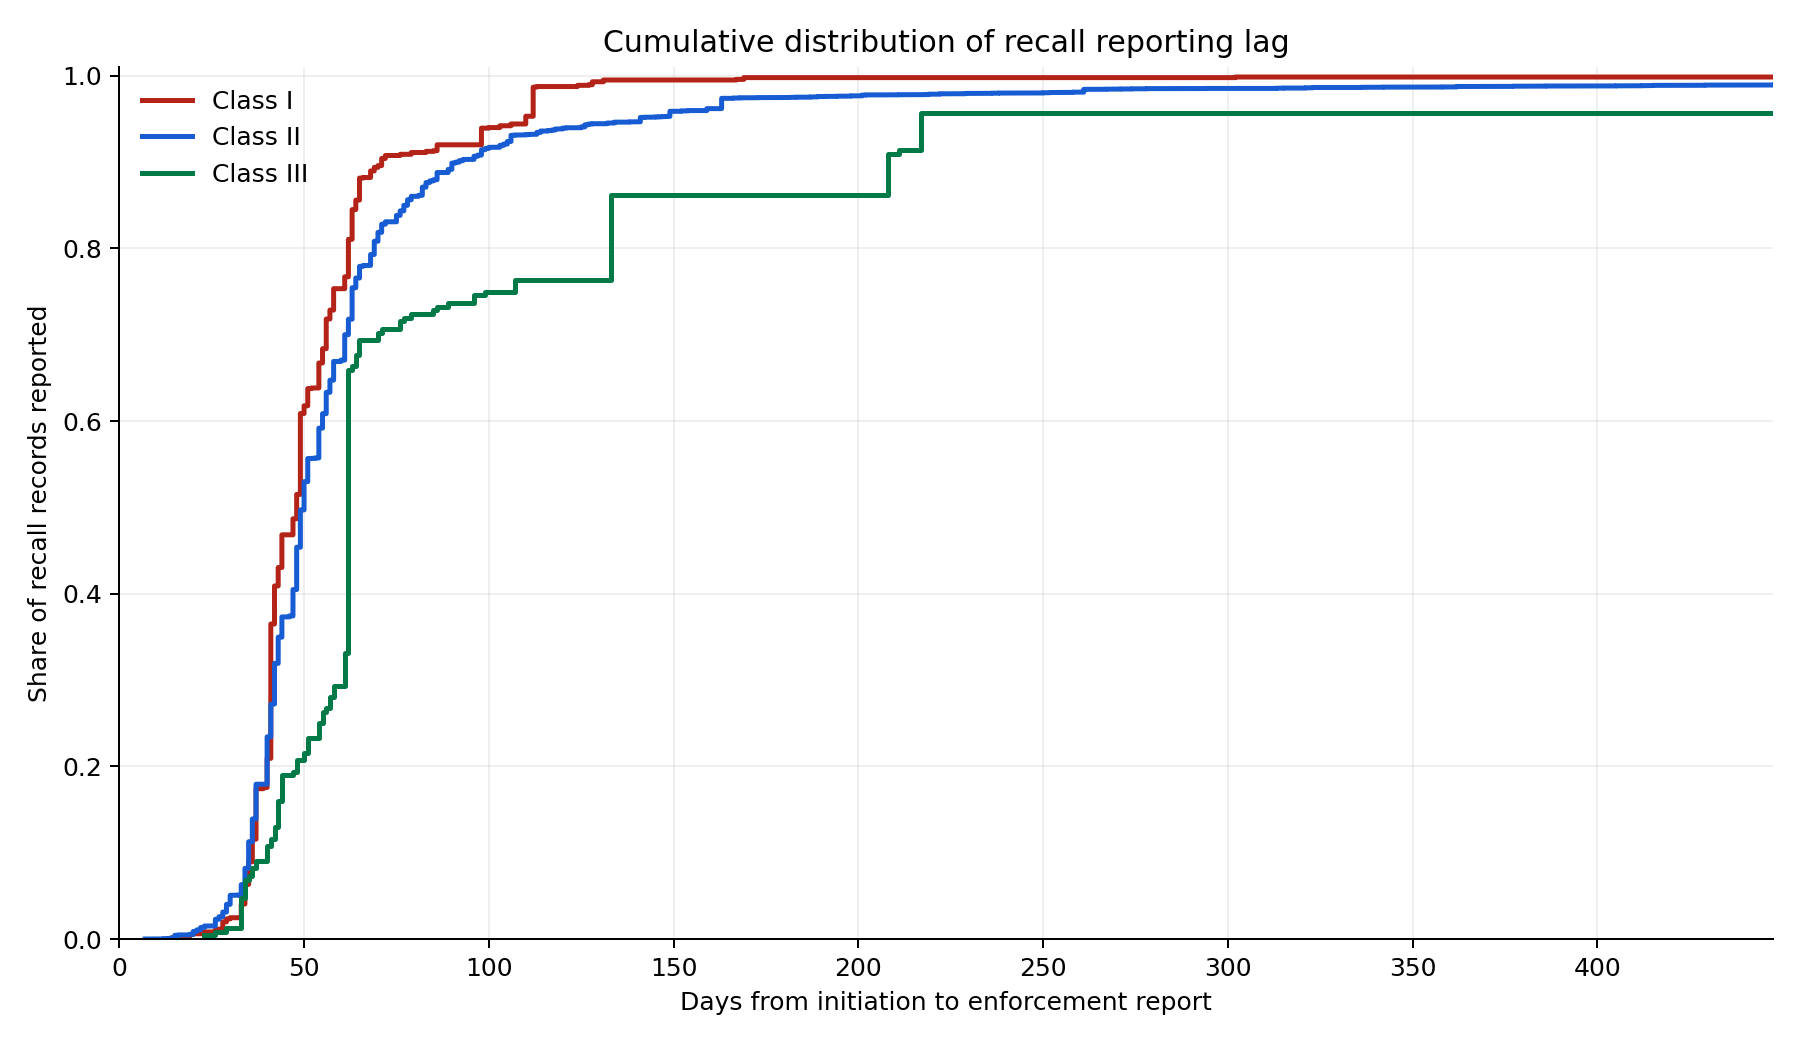 Cumulative distribution of recall reporting lag
Class I
Class II
Class III
Share of recall records reported
1.0
0.8
0.6
0.4
0.2
0.0
0 50 100 150 200 250 300 350 400
Days from initiation to enforcement report